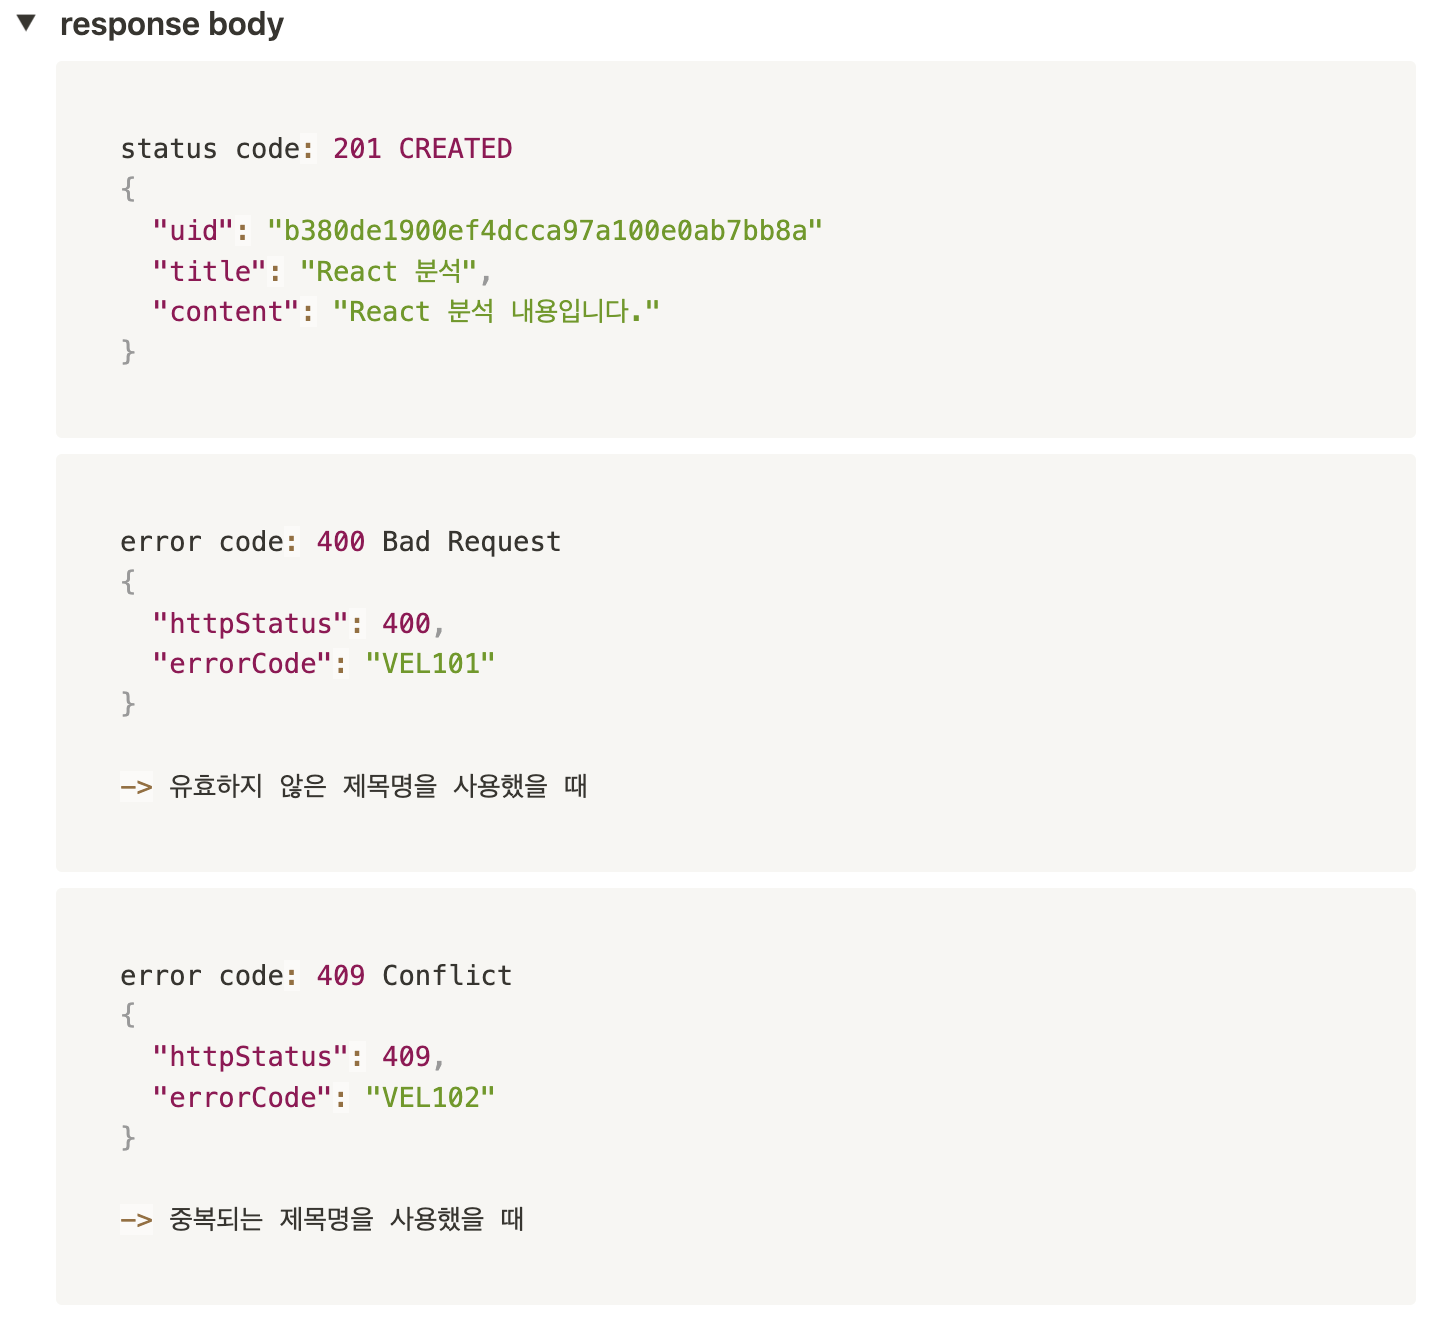 ▼ response body
status code: 201 CREATED
{
  "uid": "b380de1900ef4dcca97a100e0ab7bb8a"
  "title": "React 분석",
  "content": "React 분석 내용입니다."
}
error code: 400 Bad Request
{
  "httpStatus": 400,
  "errorCode": "VEL101"
}
—> 유효하지 않은 제목명을 사용했을 때
error code: 409 Conflict
{
  "httpStatus": 409,
  "errorCode": "VEL102"
}
—> 중복되는 제목명을 사용했을 때